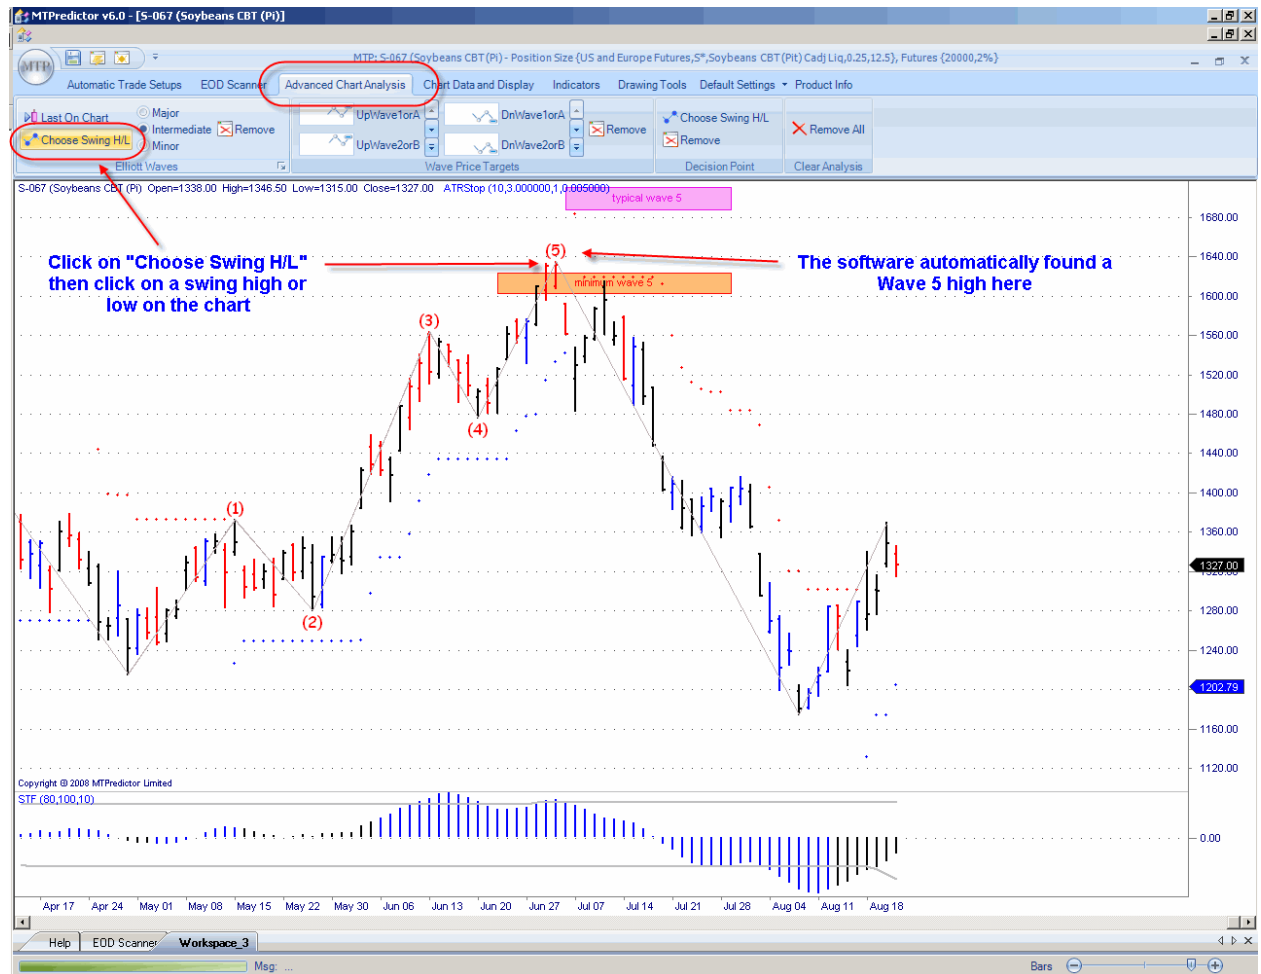 MTPredictor v6.0 - [S-067 (Soybeans CBT (Pi)]
MTP
MTP: S-067 (Soybeans CBT(Pi) - Position Size {US and Europe Futures,S*,Soybeans CBT(Pit) Cadj Liq,0.25,12.5}, Futures {20000,2%}
Automatic Trade Setups EOD Scanner Advanced Chart Analysis Chart Data and Display Indicators Drawing Tools Default Settings Product Info
Last On Chart
Choose Swing H/L
Major
Intermediate
Minor
Remove
Elliott Waves
UpWave1orA
UpWave2orB
DnWave1orA
DnWave2orB
Remove
Wave Price Targets
Choose Swing H/L
Remove
Decision Point
Remove All
Clear Analysis
S-067 (Soybeans CBT (Pi) Open=1338.00 High=1346.50 Low=1315.00 Close=1327.00 ATRStop (10,3.000000,1,0.005000)
typical wave 5
Click on "Choose Swing H/L"
then click on a swing high or
low on the chart
The software automatically found a
Wave 5 high here
minimum wave 5
(5)
(3)
(4)
(1)
(2)
1680.00
1640.00
1600.00
1560.00
1520.00
1480.00
1440.00
1400.00
1360.00
1327.00
1280.00
1240.00
1202.79
1160.00
1120.00
Copyright © 2008 MTPredictor Limited
STF (80,100,10)
0.00
Apr 17 Apr 24 May 01 May 08 May 15 May 22 May 30 Jun 06 Jun 13 Jun 20 Jun 27 Jul 07 Jul 14 Jul 21 Jul 28 Aug 04 Aug 11 Aug 18
Help EOD Scanner Workspace_3
Msg: ...
Bars